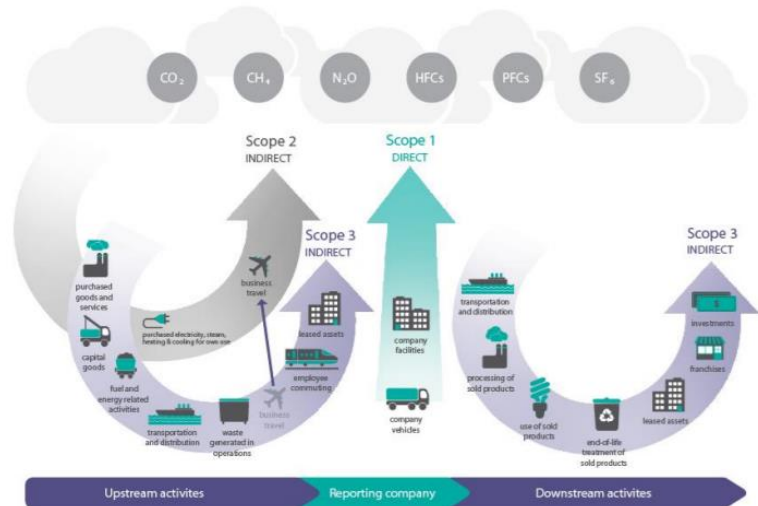 CO₂
CH₄
N₂O
HFCs
PFCs
SF₆
Scope 2
INDIRECT
Scope 1
DIRECT
Scope 3
INDIRECT
Scope 3
INDIRECT
purchased
goods and
services
capital
goods
fuel and
energy related
activities
transportation
and distribution
waste
generated in
operations
business
travel
business
travel
purchased electricity, steam,
heating & cooling for own use
employee
commuting
leased assets
company
facilities
company
vehicles
transportation
and distribution
processing of
sold products
use of sold
products
end-of-life
treatment of
sold products
leased assets
franchises
investments
Upstream activites
Reporting company
Downstream activites